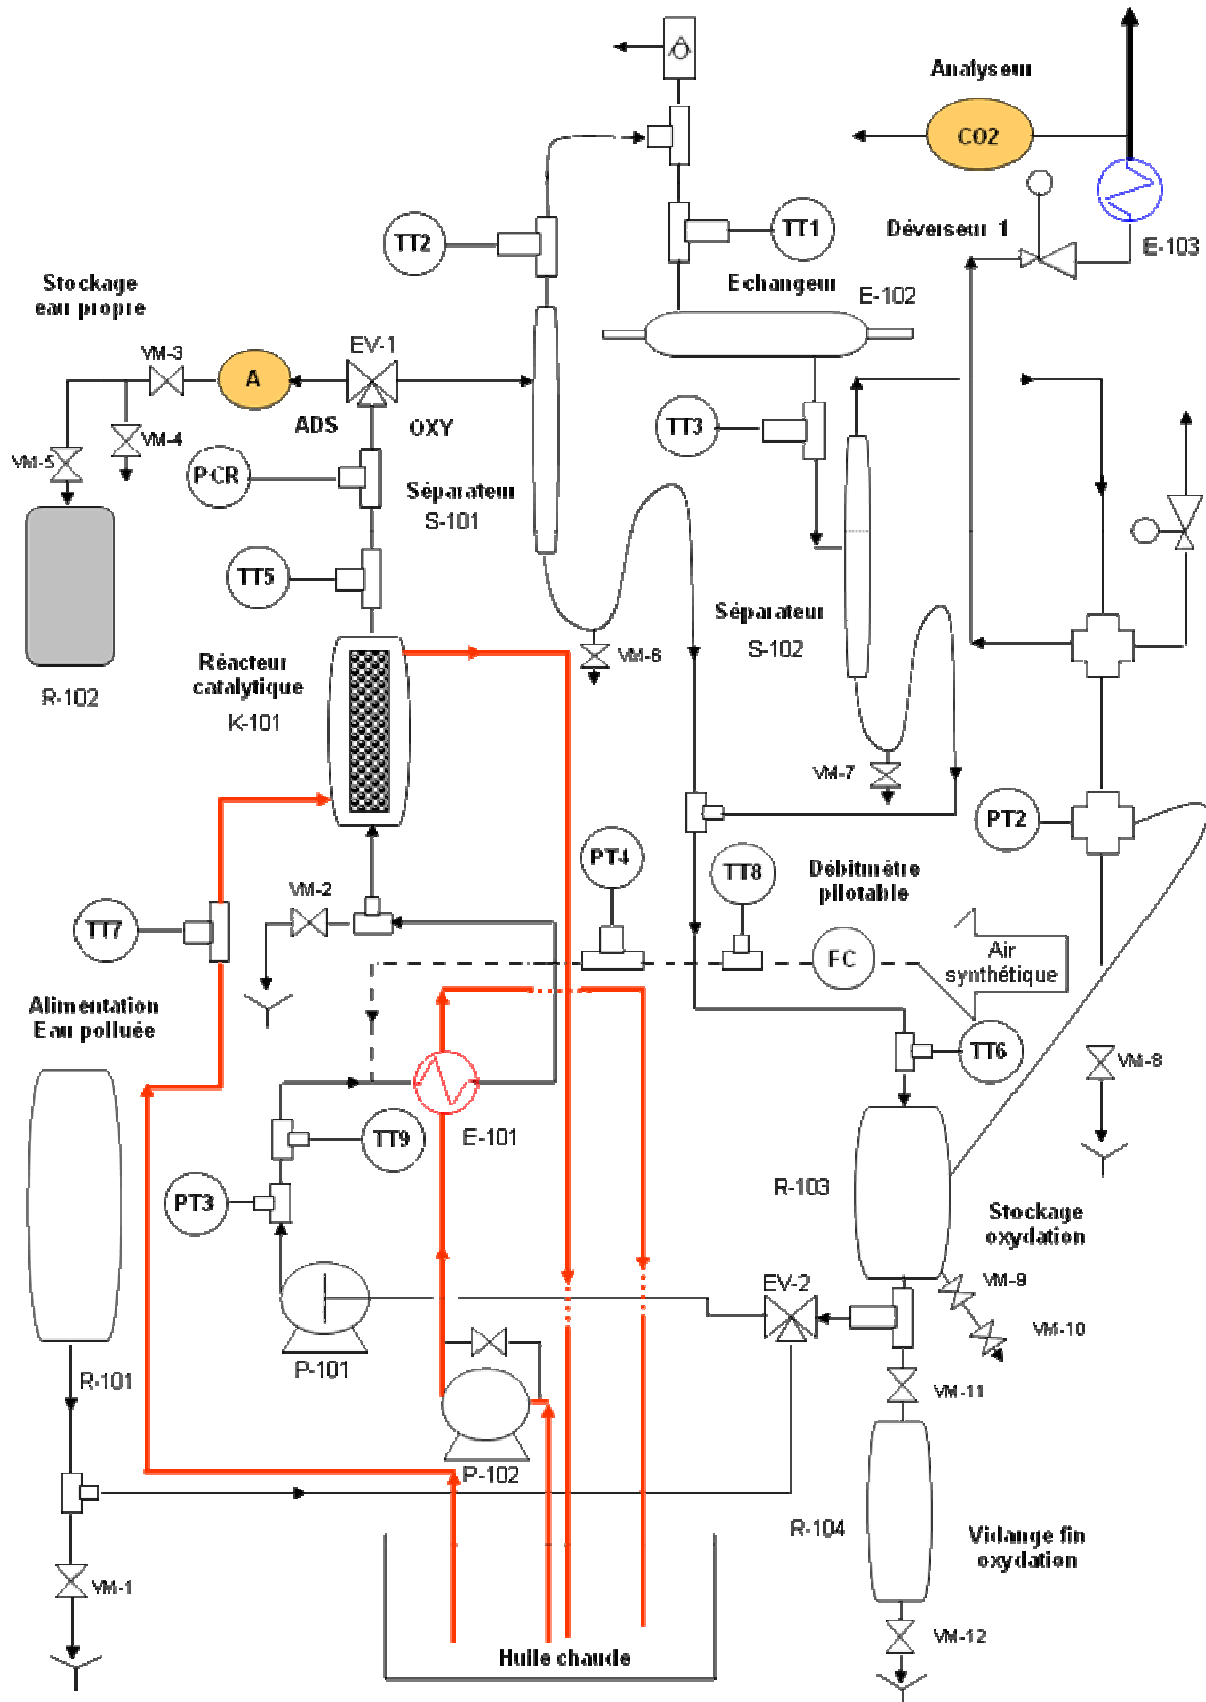 Analyseur
CO2
TT2
TT1
Déverseur 1
E-103
Stockage
eau propre
Echangeur
E-102
EV-1
VM-3
A
ADS
OXY
VM-4
TT3
VM-5
PCR
Séparateur
S-101
TT5
Séparateur
S-102
VM-6
Réacteur
catalytique
K-101
R-102
VM-7
PT2
PT4
TT8
Débitmètre
pilotable
VM-2
TT7
FC
Air
synthétique
Alimentation
Eau polluée
TT6
VM-8
TT9
E-101
R-103
PT3
Stockage
oxydation
EV-2
VM-9
VM-10
P-101
R-101
VM-11
P-102
R-104
Vidange fin
oxydation
VM-1
VM-12
Huile chaude